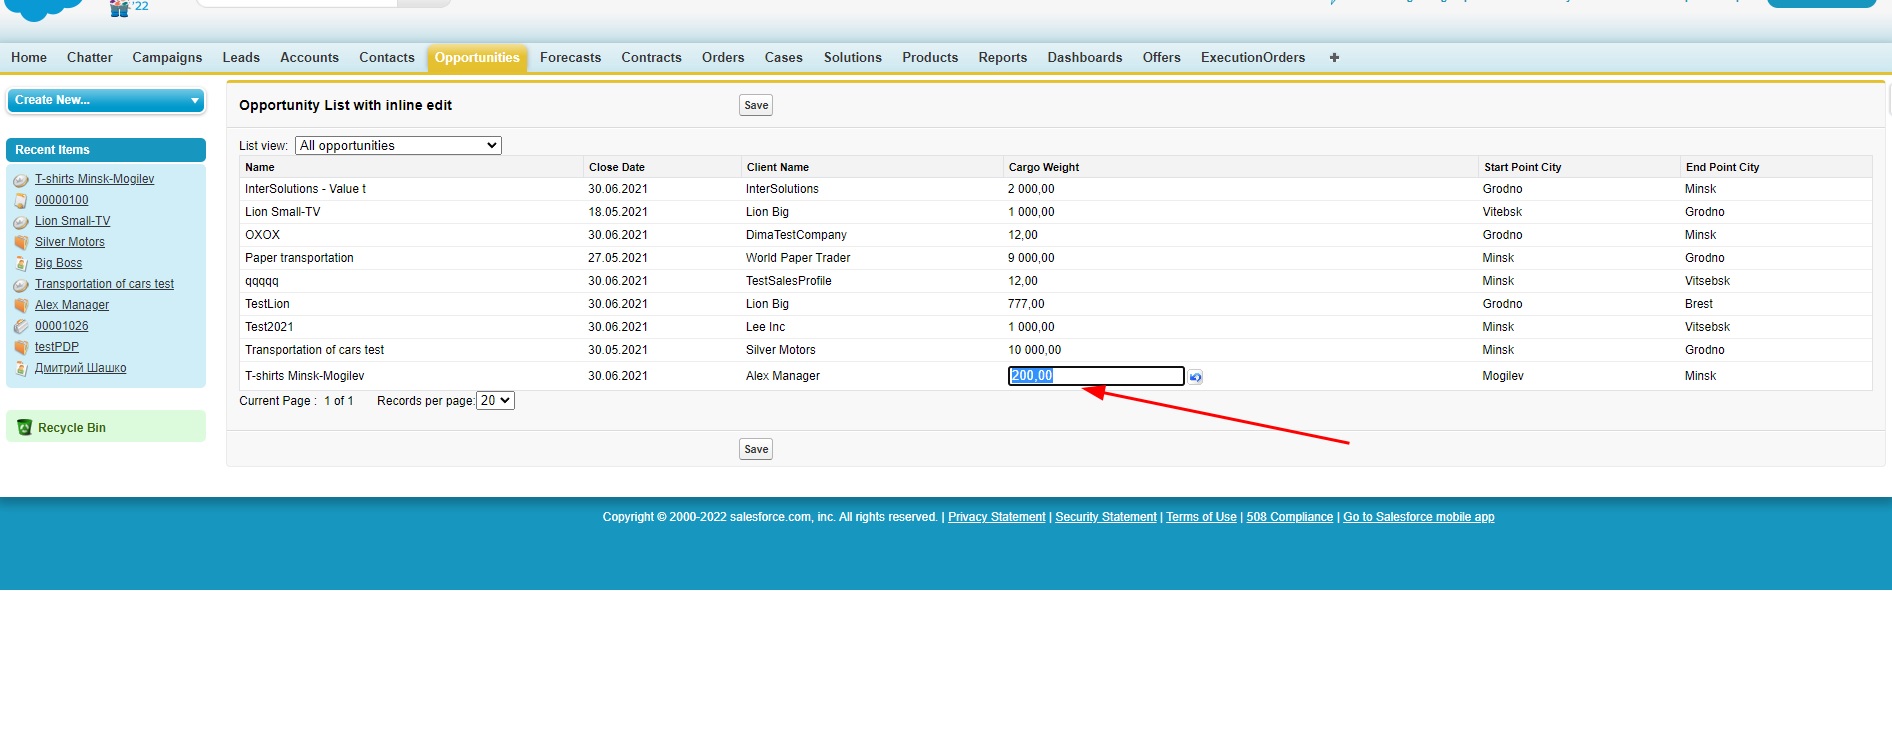 '22
Home Chatter Campaigns Leads Accounts Contacts Opportunities Forecasts Contracts Orders Cases Solutions Products Reports Dashboards Offers ExecutionOrders +
Create New...
Opportunity List with inline edit Save
Recent Items
T-shirts Minsk-Mogilev
00000100
Lion Small-TV
Silver Motors
Big Boss
Transportation of cars test
Alex Manager
00001026
testPDP
Дмитрий Шашко
Recycle Bin
List view: All opportunities
Name Close Date Client Name Cargo Weight Start Point City End Point City
InterSolutions - Value t 30.06.2021 InterSolutions 2 000,00 Grodno Minsk
Lion Small-TV 18.05.2021 Lion Big 1 000,00 Vitebsk Grodno
OXOX 30.06.2021 DimaTestCompany 12,00 Grodno Minsk
Paper transportation 27.05.2021 World Paper Trader 9 000,00 Minsk Grodno
qqqqq 30.06.2021 TestSalesProfile 12,00 Minsk Vitsebsk
TestLion 30.06.2021 Lion Big 777,00 Grodno Brest
Test2021 30.06.2021 Lee Inc 1 000,00 Minsk Vitsebsk
Transportation of cars test 30.05.2021 Silver Motors 10 000,00 Minsk Grodno
T-shirts Minsk-Mogilev 30.06.2021 Alex Manager 200,00 Mogilev Minsk
Current Page : 1 of 1 Records per page: 20
Save
Copyright © 2000-2022 salesforce.com, inc. All rights reserved. | Privacy Statement | Security Statement | Terms of Use | 508 Compliance | Go to Salesforce mobile app